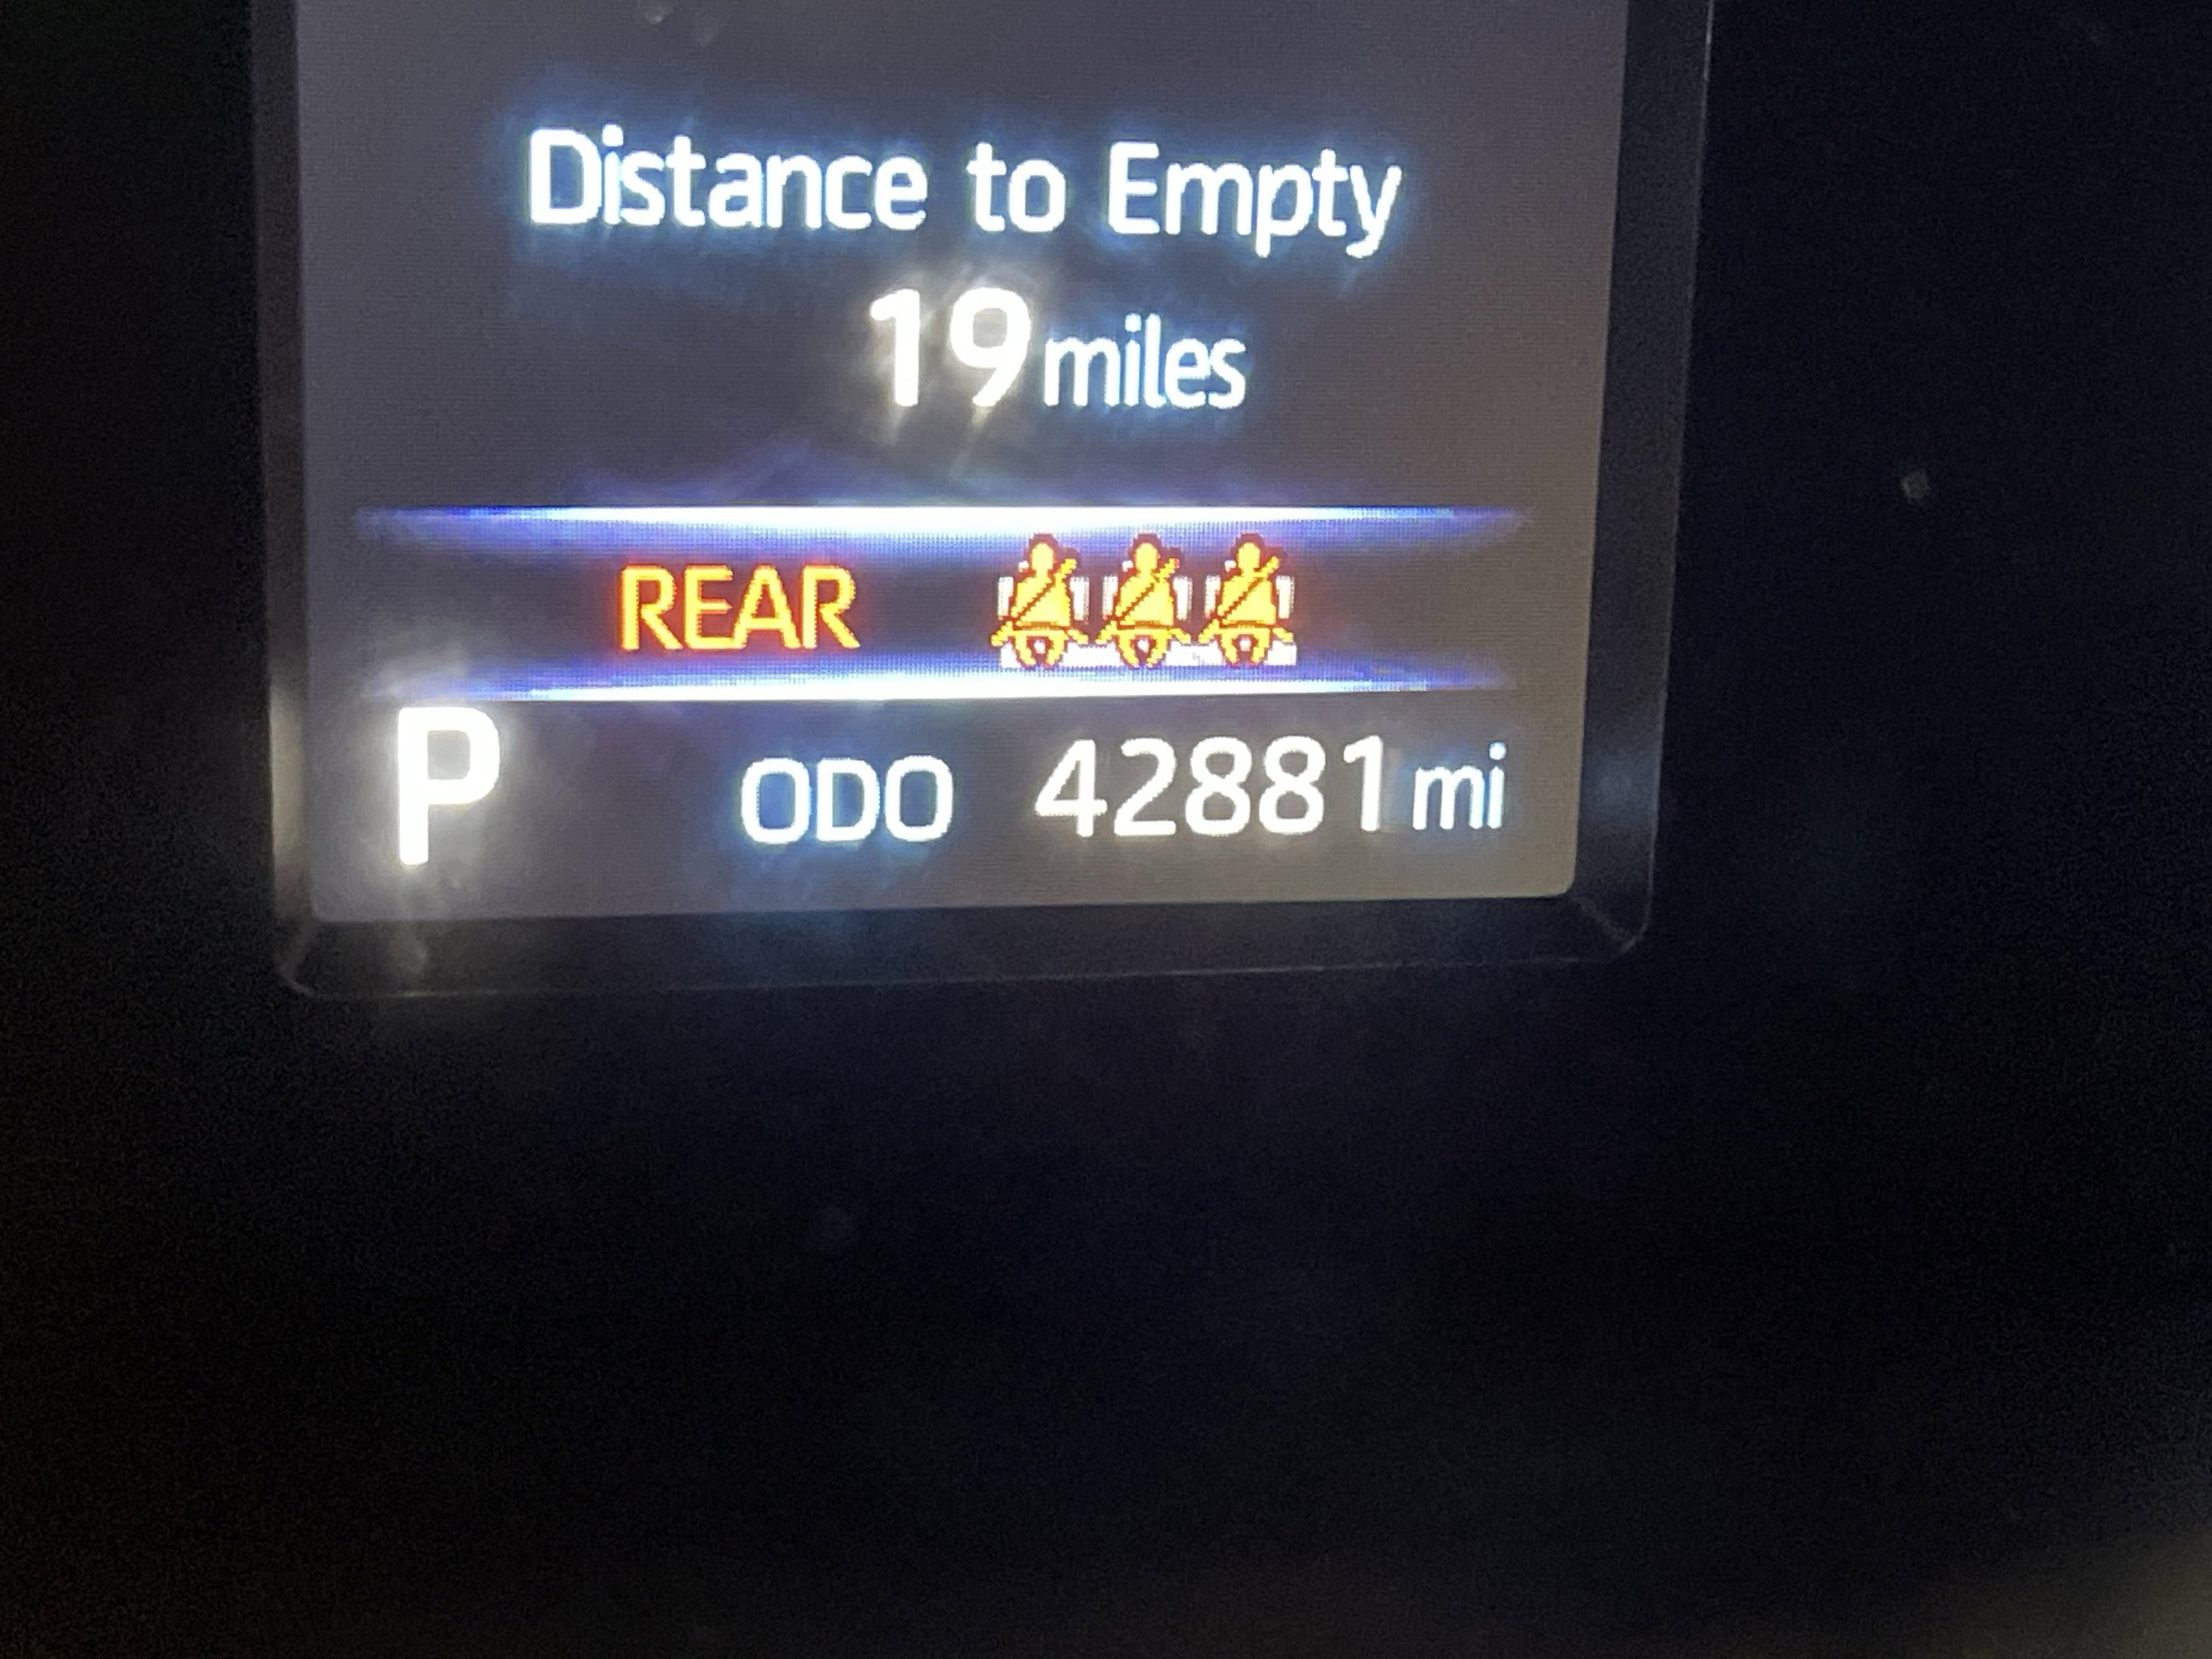 Distance to Empty
19 miles
REAR
P ODO 42881 mi